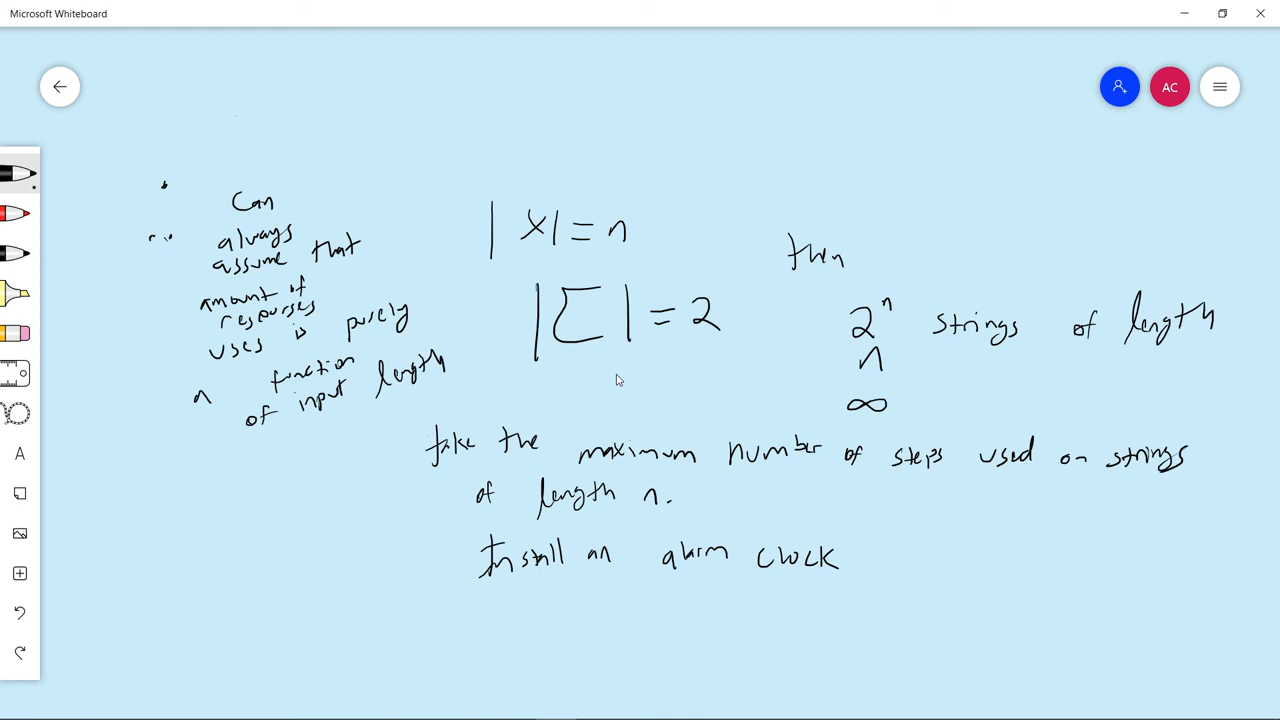 Microsoft Whiteboard
AC
A
Can
always
assume that
amount of
resourses
uses is purely
a function
of input length
|x| = n
|Σ| = 2
then
2ⁿ strings of length
n
∞
take the maximum number of steps used on strings
of length n.
Install an alarm clock